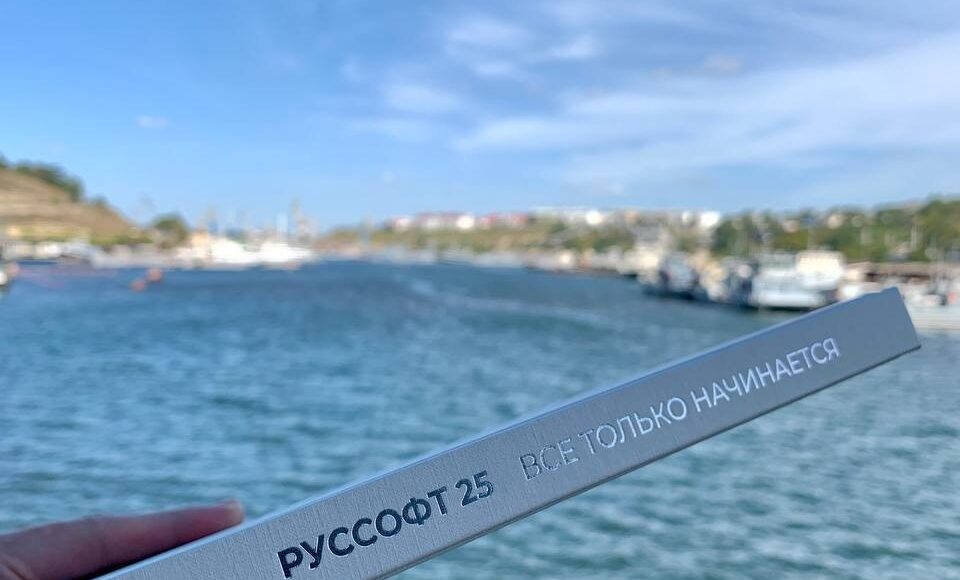 РУССОФТ 25 ВСЕ ТОЛЬКО НАЧИНАЕТСЯ